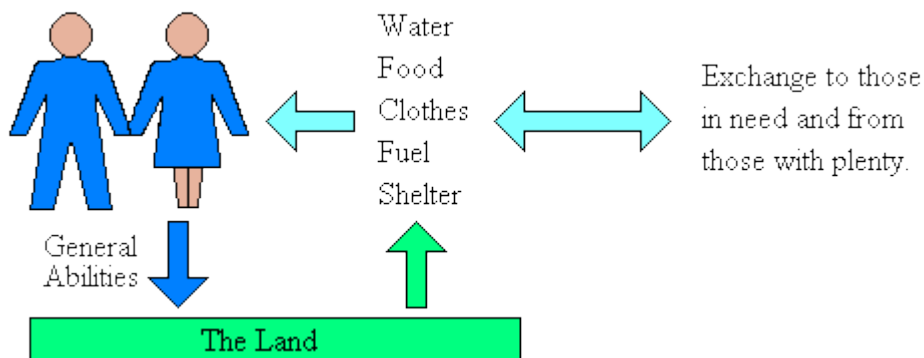 Water
Food
Clothes
Fuel
Shelter
Exchange to those
in need and from
those with plenty.
General
Abilities
The Land